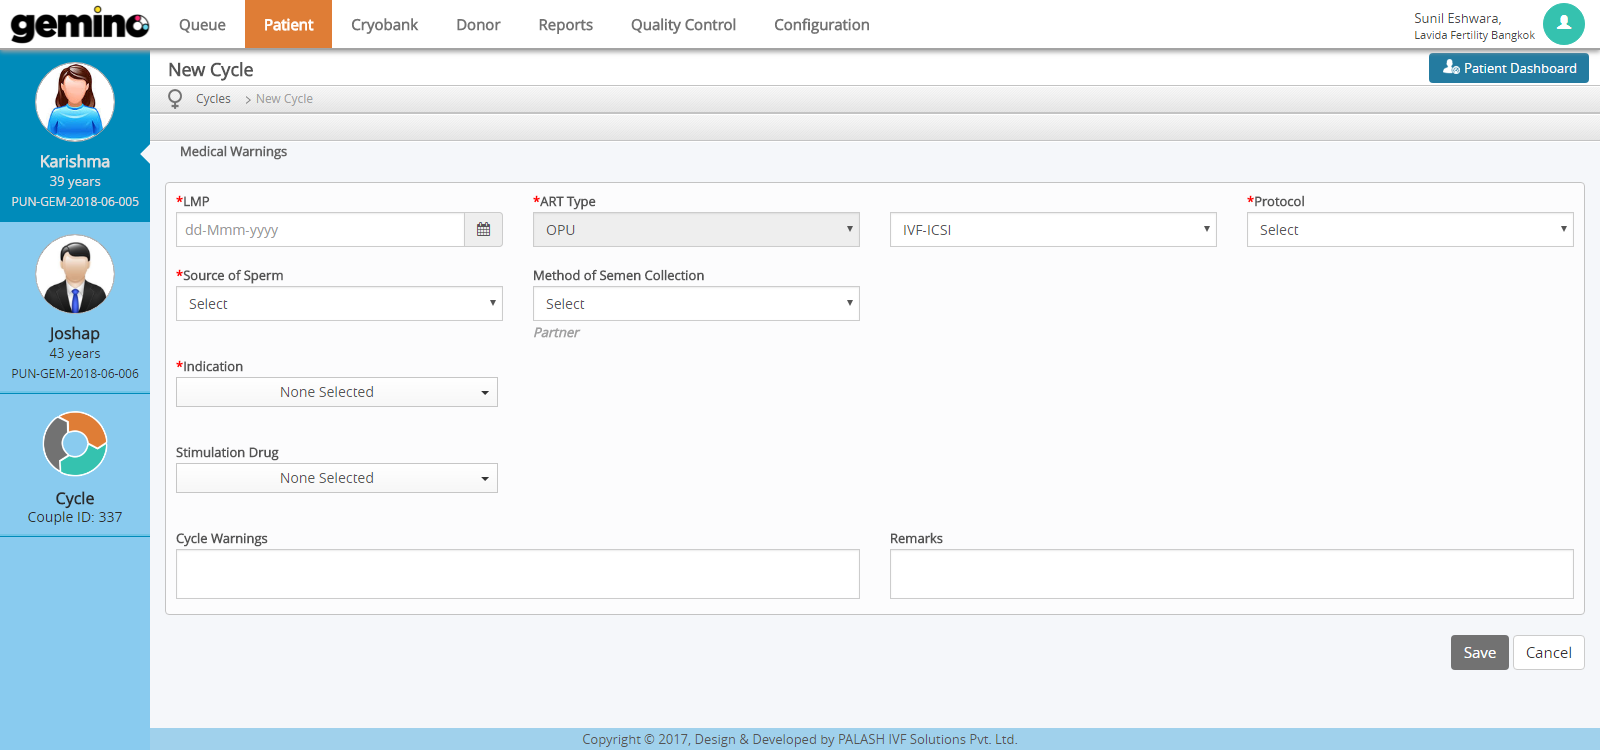 gemino
Queue
Patient
Cryobank
Donor
Reports
Quality Control
Configuration
Sunil Eshwara,
Lavida Fertility Bangkok
Karishma
39 years
PUN-GEM-2018-06-005
Joshap
43 years
PUN-GEM-2018-06-006
Cycle
Couple ID: 337
New Cycle
Patient Dashboard
Cycles > New Cycle
Medical Warnings
*LMP
dd-Mmm-yyyy
*ART Type
OPU
IVF-ICSI
*Protocol
Select
*Source of Sperm
Select
Method of Semen Collection
Select
Partner
*Indication
None Selected
Stimulation Drug
None Selected
Cycle Warnings
Remarks
Save
Cancel
Copyright © 2017, Design & Developed by PALASH IVF Solutions Pvt. Ltd.